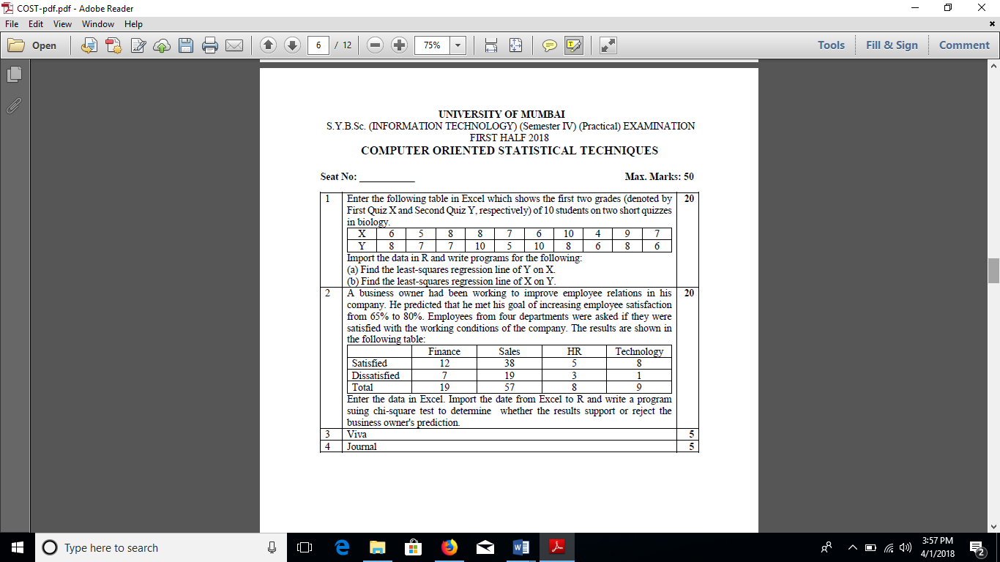 COST-pdf.pdf - Adobe Reader
File Edit View Window Help
Open 6 / 12 75% Tools Fill & Sign Comment
UNIVERSITY OF MUMBAI
S.Y.B.Sc. (INFORMATION TECHNOLOGY) (Semester IV) (Practical) EXAMINATION
FIRST HALF 2018
COMPUTER ORIENTED STATISTICAL TECHNIQUES
Seat No: ___________ Max. Marks: 50
1 Enter the following table in Excel which shows the first two grades (denoted by 20
First Quiz X and Second Quiz Y, respectively) of 10 students on two short quizzes
in biology.
X 6 5 8 8 7 6 10 4 9 7
Y 8 7 7 10 5 10 8 6 8 6
Import the data in R and write programs for the following:
(a) Find the least-squares regression line of Y on X.
(b) Find the least-squares regression line of X on Y.
2 A business owner had been working to improve employee relations in his 20
company. He predicted that he met his goal of increasing employee satisfaction
from 65% to 80%. Employees from four departments were asked if they were
satisfied with the working conditions of the company. The results are shown in
the following table:
Finance Sales HR Technology
Satisfied 12 38 5 8
Dissatisfied 7 19 3 1
Total 19 57 8 9
Enter the data in Excel. Import the date from Excel to R and write a program
suing chi-square test to determine whether the results support or reject the
business owner's prediction.
3 Viva 5
4 Journal 5
Type here to search
3:57 PM
4/1/2018
2